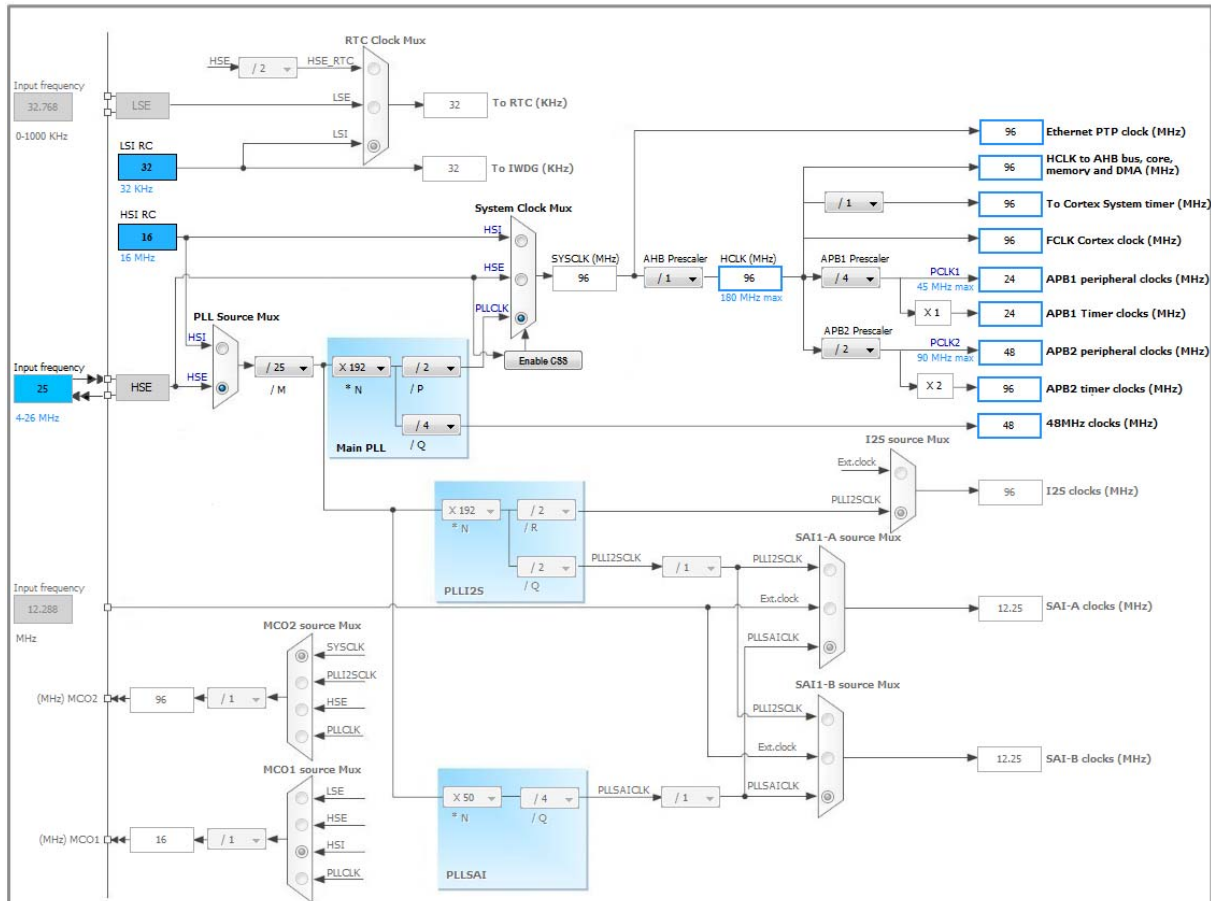 RTC Clock Mux
HSE
/ 2
HSE_RTC
Input frequency
32.768
0-1000 KHz
LSE
LSE
32
To RTC (KHz)
LSI
LSI RC
32
32 KHz
32
To IWDG (KHz)
96
Ethernet PTP clock (MHz)
96
HCLK to AHB bus, core,
memory and DMA (MHz)
HSI RC
16
16 MHz
System Clock Mux
HSI
/ 1
96
To Cortex System timer (MHz)
96
FCLK Cortex clock (MHz)
HSE
SYSCLK (MHz)
96
AHB Prescaler
/ 1
HCLK (MHz)
96
180 MHz max
APB1 Prescaler
/ 4
PCLK1
45 MHz max
24
APB1 peripheral clocks (MHz)
PLLCLK
X 1
24
APB1 Timer clocks (MHz)
PLL Source Mux
HSI
HSE
Enable CSS
APB2 Prescaler
/ 2
PCLK2
90 MHz max
48
APB2 peripheral clocks (MHz)
X 2
96
APB2 timer clocks (MHz)
Input frequency
25
4-26 MHz
HSE
/ 25
/ M
X 192
* N
/ 2
/ P
/ 4
/ Q
Main PLL
48
48MHz clocks (MHz)
I2S source Mux
Ext.clock
PLLI2SCLK
96
I2S clocks (MHz)
X 192
* N
/ 2
/ R
/ 2
/ Q
PLLI2S
PLLI2SCLK
/ 1
SAI1-A source Mux
PLLI2SCLK
Ext.clock
PLLSAICLK
12.25
SAI-A clocks (MHz)
Input frequency
12.288
MHz
MCO2 source Mux
SYSCLK
PLLI2SCLK
HSE
PLLCLK
(MHz) MCO2
96
/ 1
SAI1-B source Mux
PLLI2SCLK
Ext.clock
PLLSAICLK
12.25
SAI-B clocks (MHz)
MCO1 source Mux
LSE
HSE
HSI
PLLCLK
(MHz) MCO1
16
/ 1
X 50
* N
/ 4
/ Q
PLLSAI
PLLSAICLK
/ 1